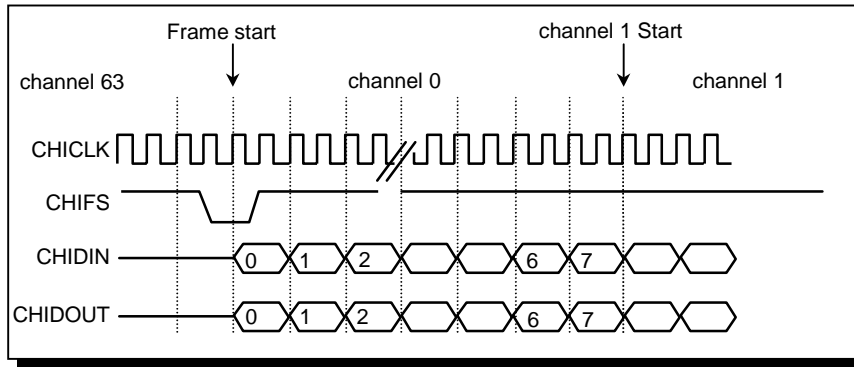 Frame start channel 1 Start
channel 63 channel 0 channel 1
CHICLK
CHIFS
CHIDIN 0 1 2 6 7
CHIDOUT 0 1 2 6 7